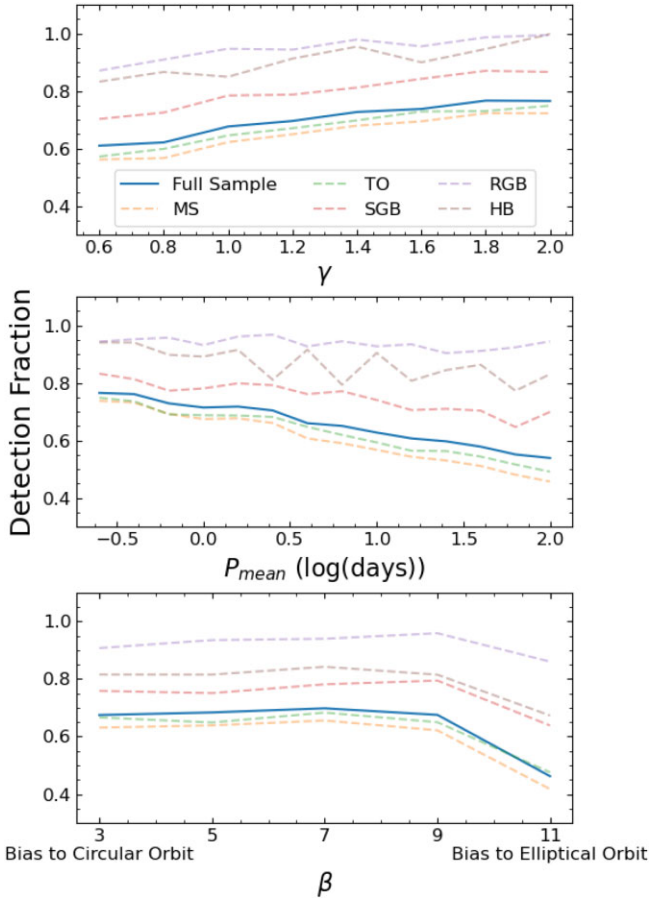 1.0
0.8
0.6
0.4
Full Sample TO RGB
MS SGB HB
0.6 0.8 1.0 1.2 1.4 1.6 1.8 2.0
γ
Detection Fraction
1.0
0.8
0.6
0.4
−0.5 0.0 0.5 1.0 1.5 2.0
P_mean (log(days))
1.0
0.8
0.6
0.4
3 5 7 9 11
Bias to Circular Orbit Bias to Elliptical Orbit
β